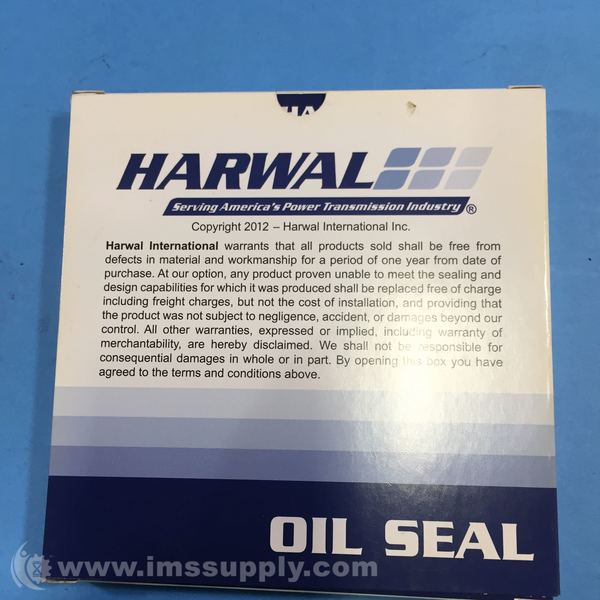 HA
HARWAL
Serving America's Power Transmission Industry ®
Copyright 2012 – Harwal International Inc.
Harwal International warrants that all products sold shall be free from
defects in material and workmanship for a period of one year from date of
purchase. At our option, any product proven unable to meet the sealing and
design capabilities for which it was produced shall be replaced free of charge
including freight charges, but not the cost of installation, and providing that
the product was not subject to negligence, accident, or damages beyond our
control. All other warranties, expressed or implied, including warranty of
merchantability, are hereby disclaimed. We shall not be responsible for
consequential damages in whole or in part. By opening this box you have
agreed to the terms and conditions above.
OIL SEAL
www.imssupply.com